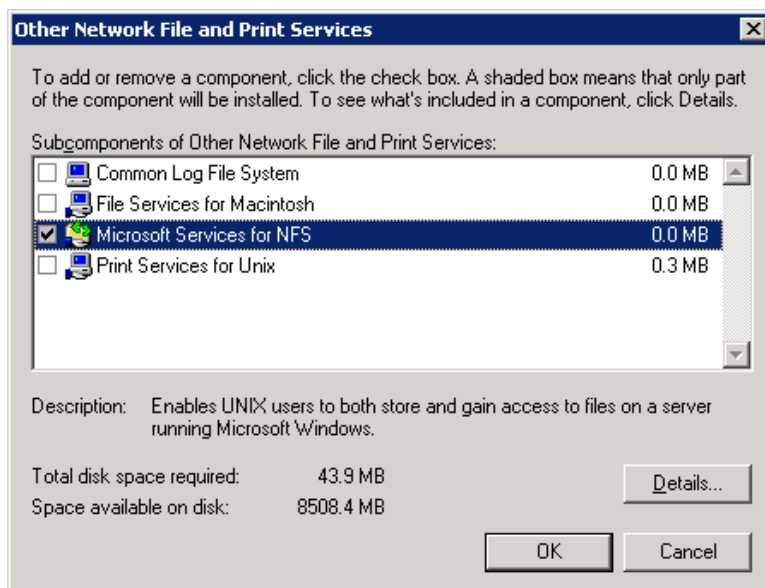 Other Network File and Print Services
To add or remove a component, click the check box. A shaded box means that only part
of the component will be installed. To see what's included in a component, click Details.
Subcomponents of Other Network File and Print Services:
Common Log File System 0.0 MB
File Services for Macintosh 0.0 MB
Microsoft Services for NFS 0.0 MB
Print Services for Unix 0.3 MB
Description: Enables UNIX users to both store and gain access to files on a server
running Microsoft Windows.
Total disk space required: 43.9 MB
Details...
Space available on disk: 8508.4 MB
OK Cancel